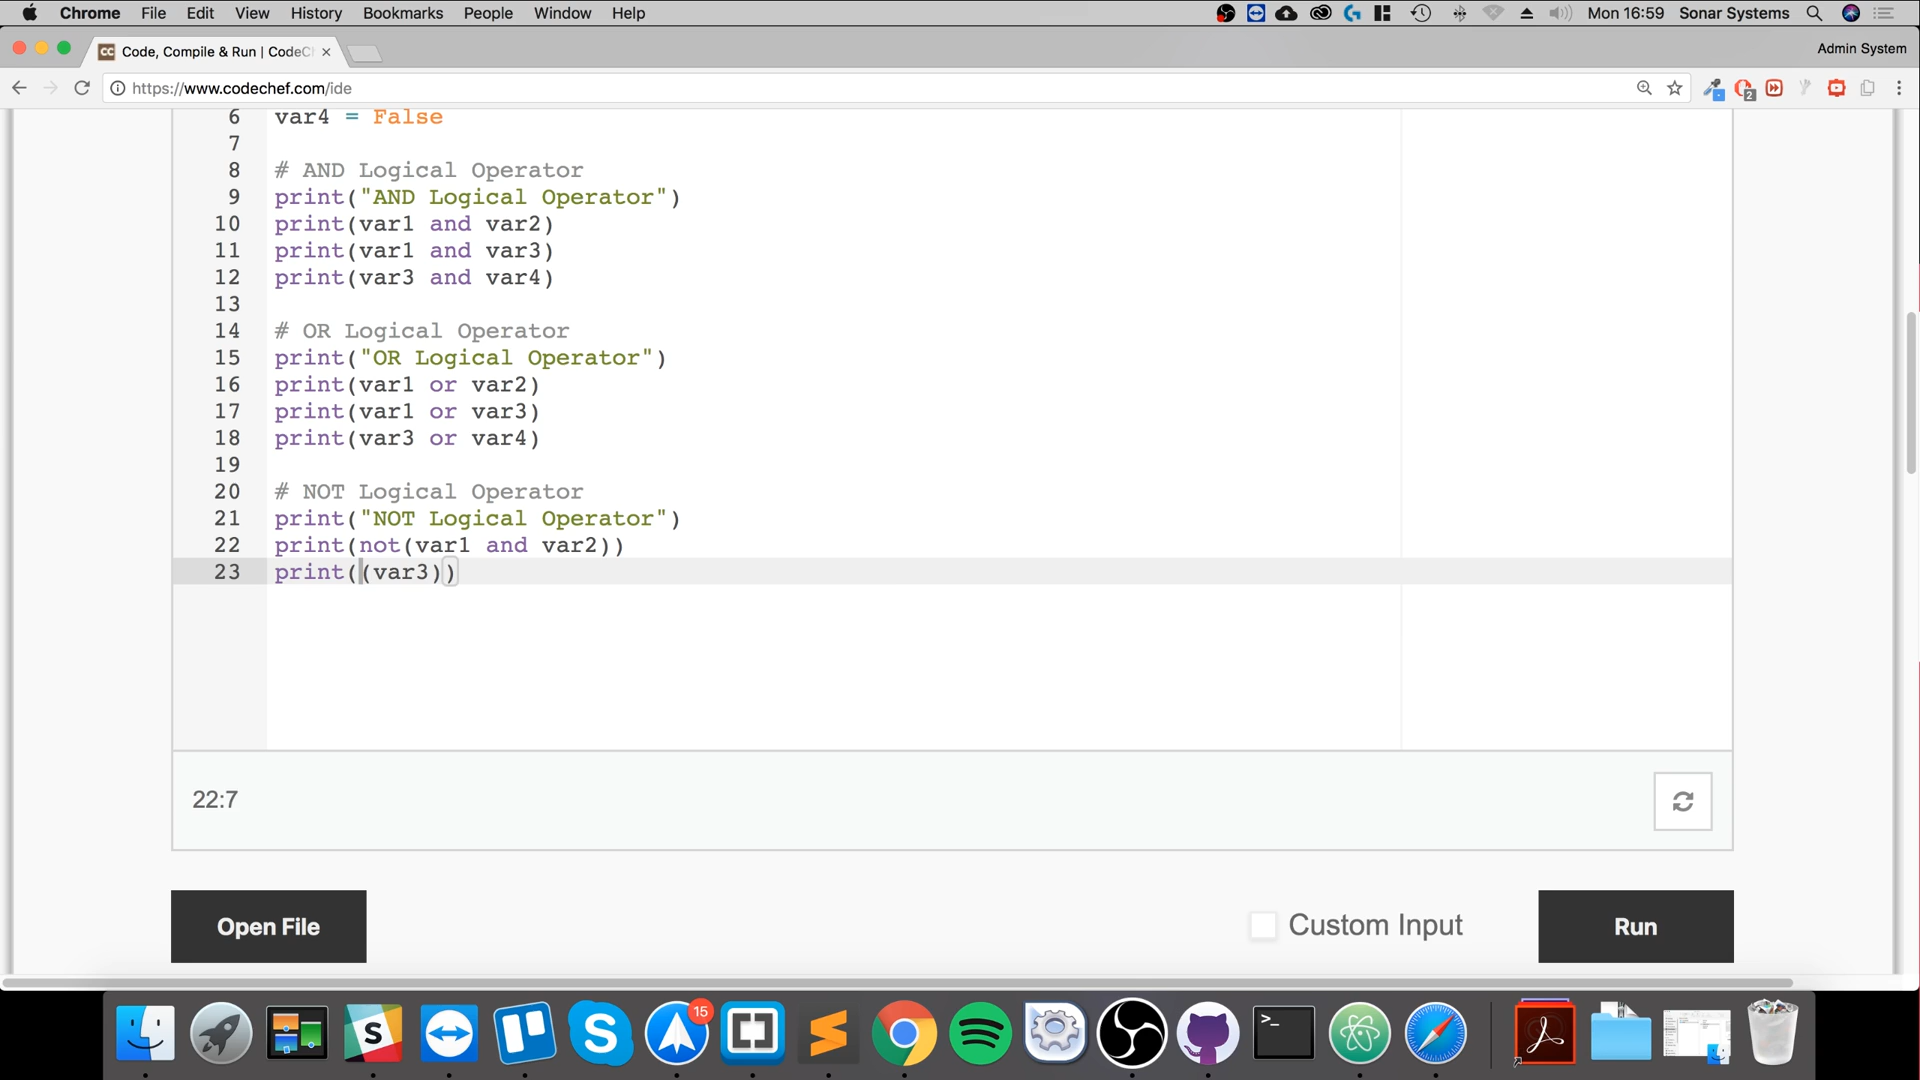 Chrome File Edit View History Bookmarks People Window Help Mon 16:59 Sonar Systems
CC Code, Compile & Run | CodeC
Admin System
https://www.codechef.com/ide
2
6 var4 = False
7
8 # AND Logical Operator
9 print("AND Logical Operator")
10 print(var1 and var2)
11 print(var1 and var3)
12 print(var3 and var4)
13
14 # OR Logical Operator
15 print("OR Logical Operator")
16 print(var1 or var2)
17 print(var1 or var3)
18 print(var3 or var4)
19
20 # NOT Logical Operator
21 print("NOT Logical Operator")
22 print(not(var1 and var2))
23 print((var3))
22:7
Open File
Custom Input
Run
15
S
S
>_